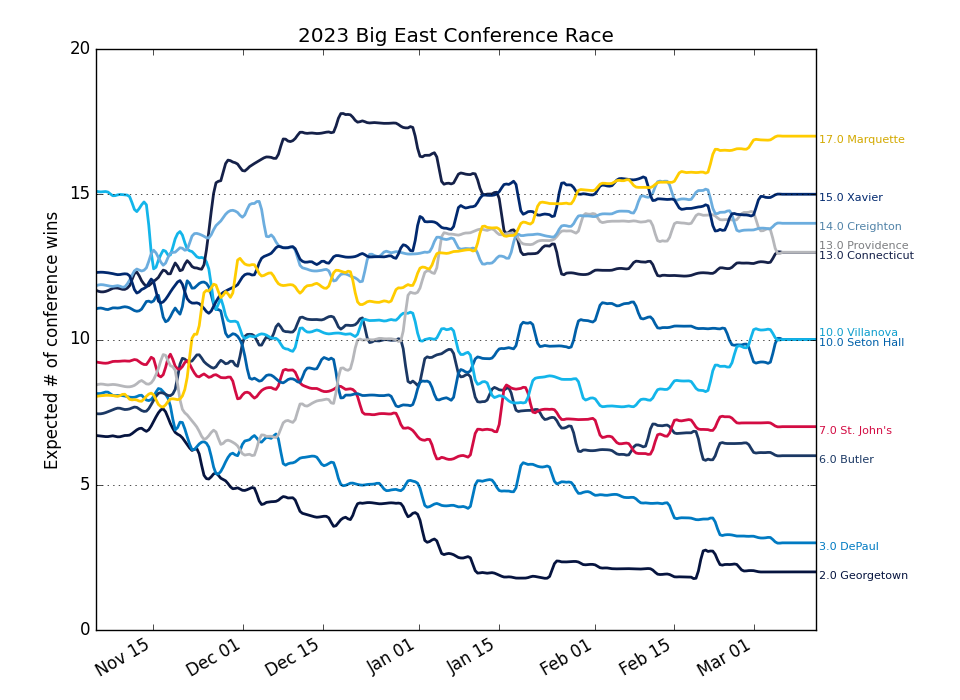 2023 Big East Conference Race
Expected # of conference wins
20
15
10
5
0
17.0 Marquette
15.0 Xavier
14.0 Creighton
13.0 Providence
13.0 Connecticut
10.0 Villanova
10.0 Seton Hall
7.0 St. John's
6.0 Butler
3.0 DePaul
2.0 Georgetown
Nov 15
Dec 01
Dec 15
Jan 01
Jan 15
Feb 01
Feb 15
Mar 01